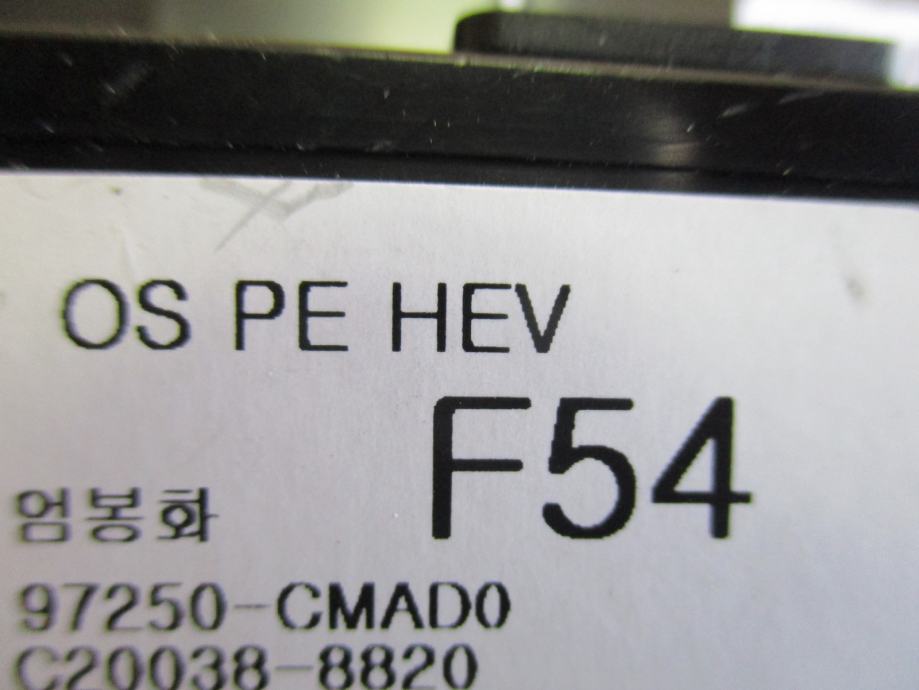 OS PE HEV
F54
엄봉화
97250-CMAD0
C20038-8820